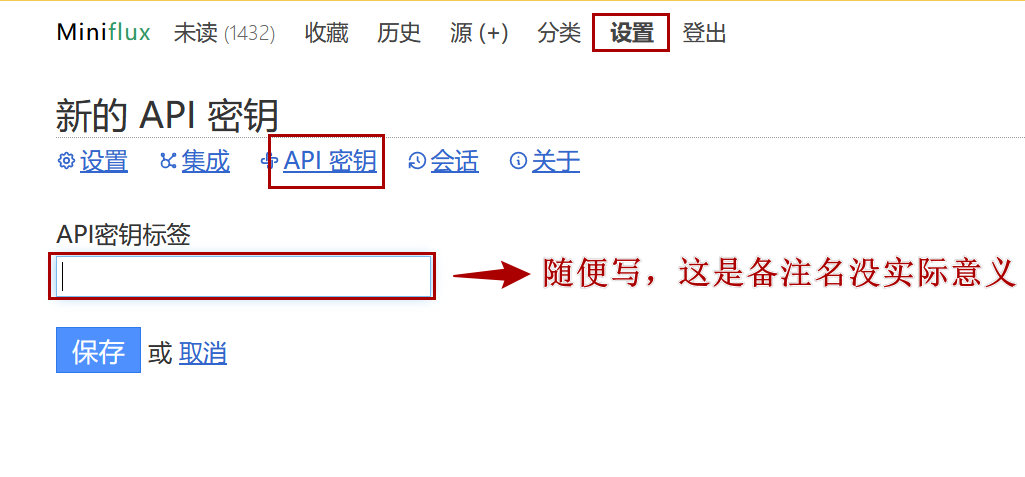 Miniflux 未读 (1432) 收藏 历史 源 (+) 分类 设置 登出
新的 API 密钥
设置 集成 API 密钥 会话 关于
API密钥标签
随便写，这是备注名没实际意义
保存 或 取消